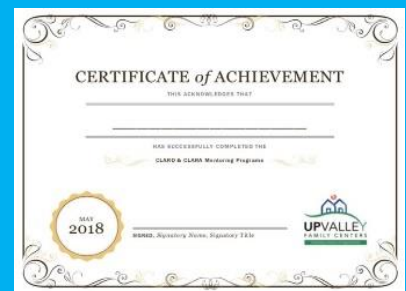 CERTIFICATE of ACHIEVEMENT
THIS ACKNOWLEDGES THAT
HAS SUCCESSFULLY COMPLETED THE
CLARO & CLARA Mentoring Programs
MAY
2018
SIGNED, Signatory Name, Signatory Title
UPVALLEY
FAMILY CENTERS